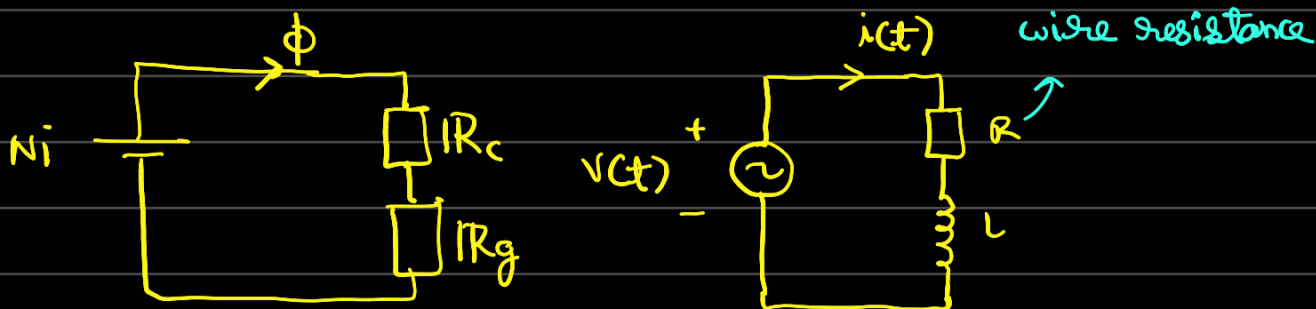 ϕ
Ni
ℝc
ℝg
i(t)
wire resistance
+
V(t)
−
R
L